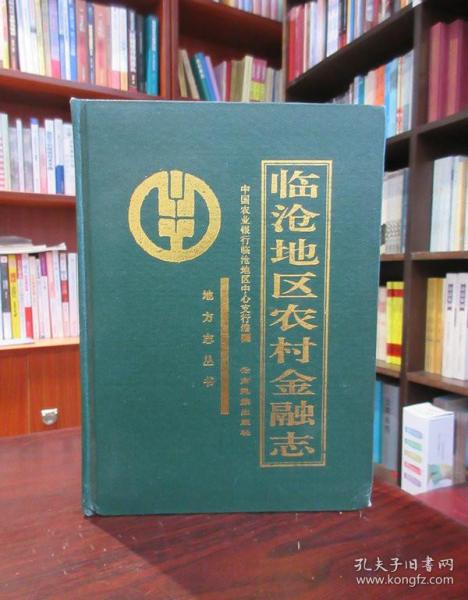 临沧地区农村金融志
中国农业银行临沧地区中心支行编
云南民族出版社
地方志丛书
孔夫子旧书网
www.kongfz.com